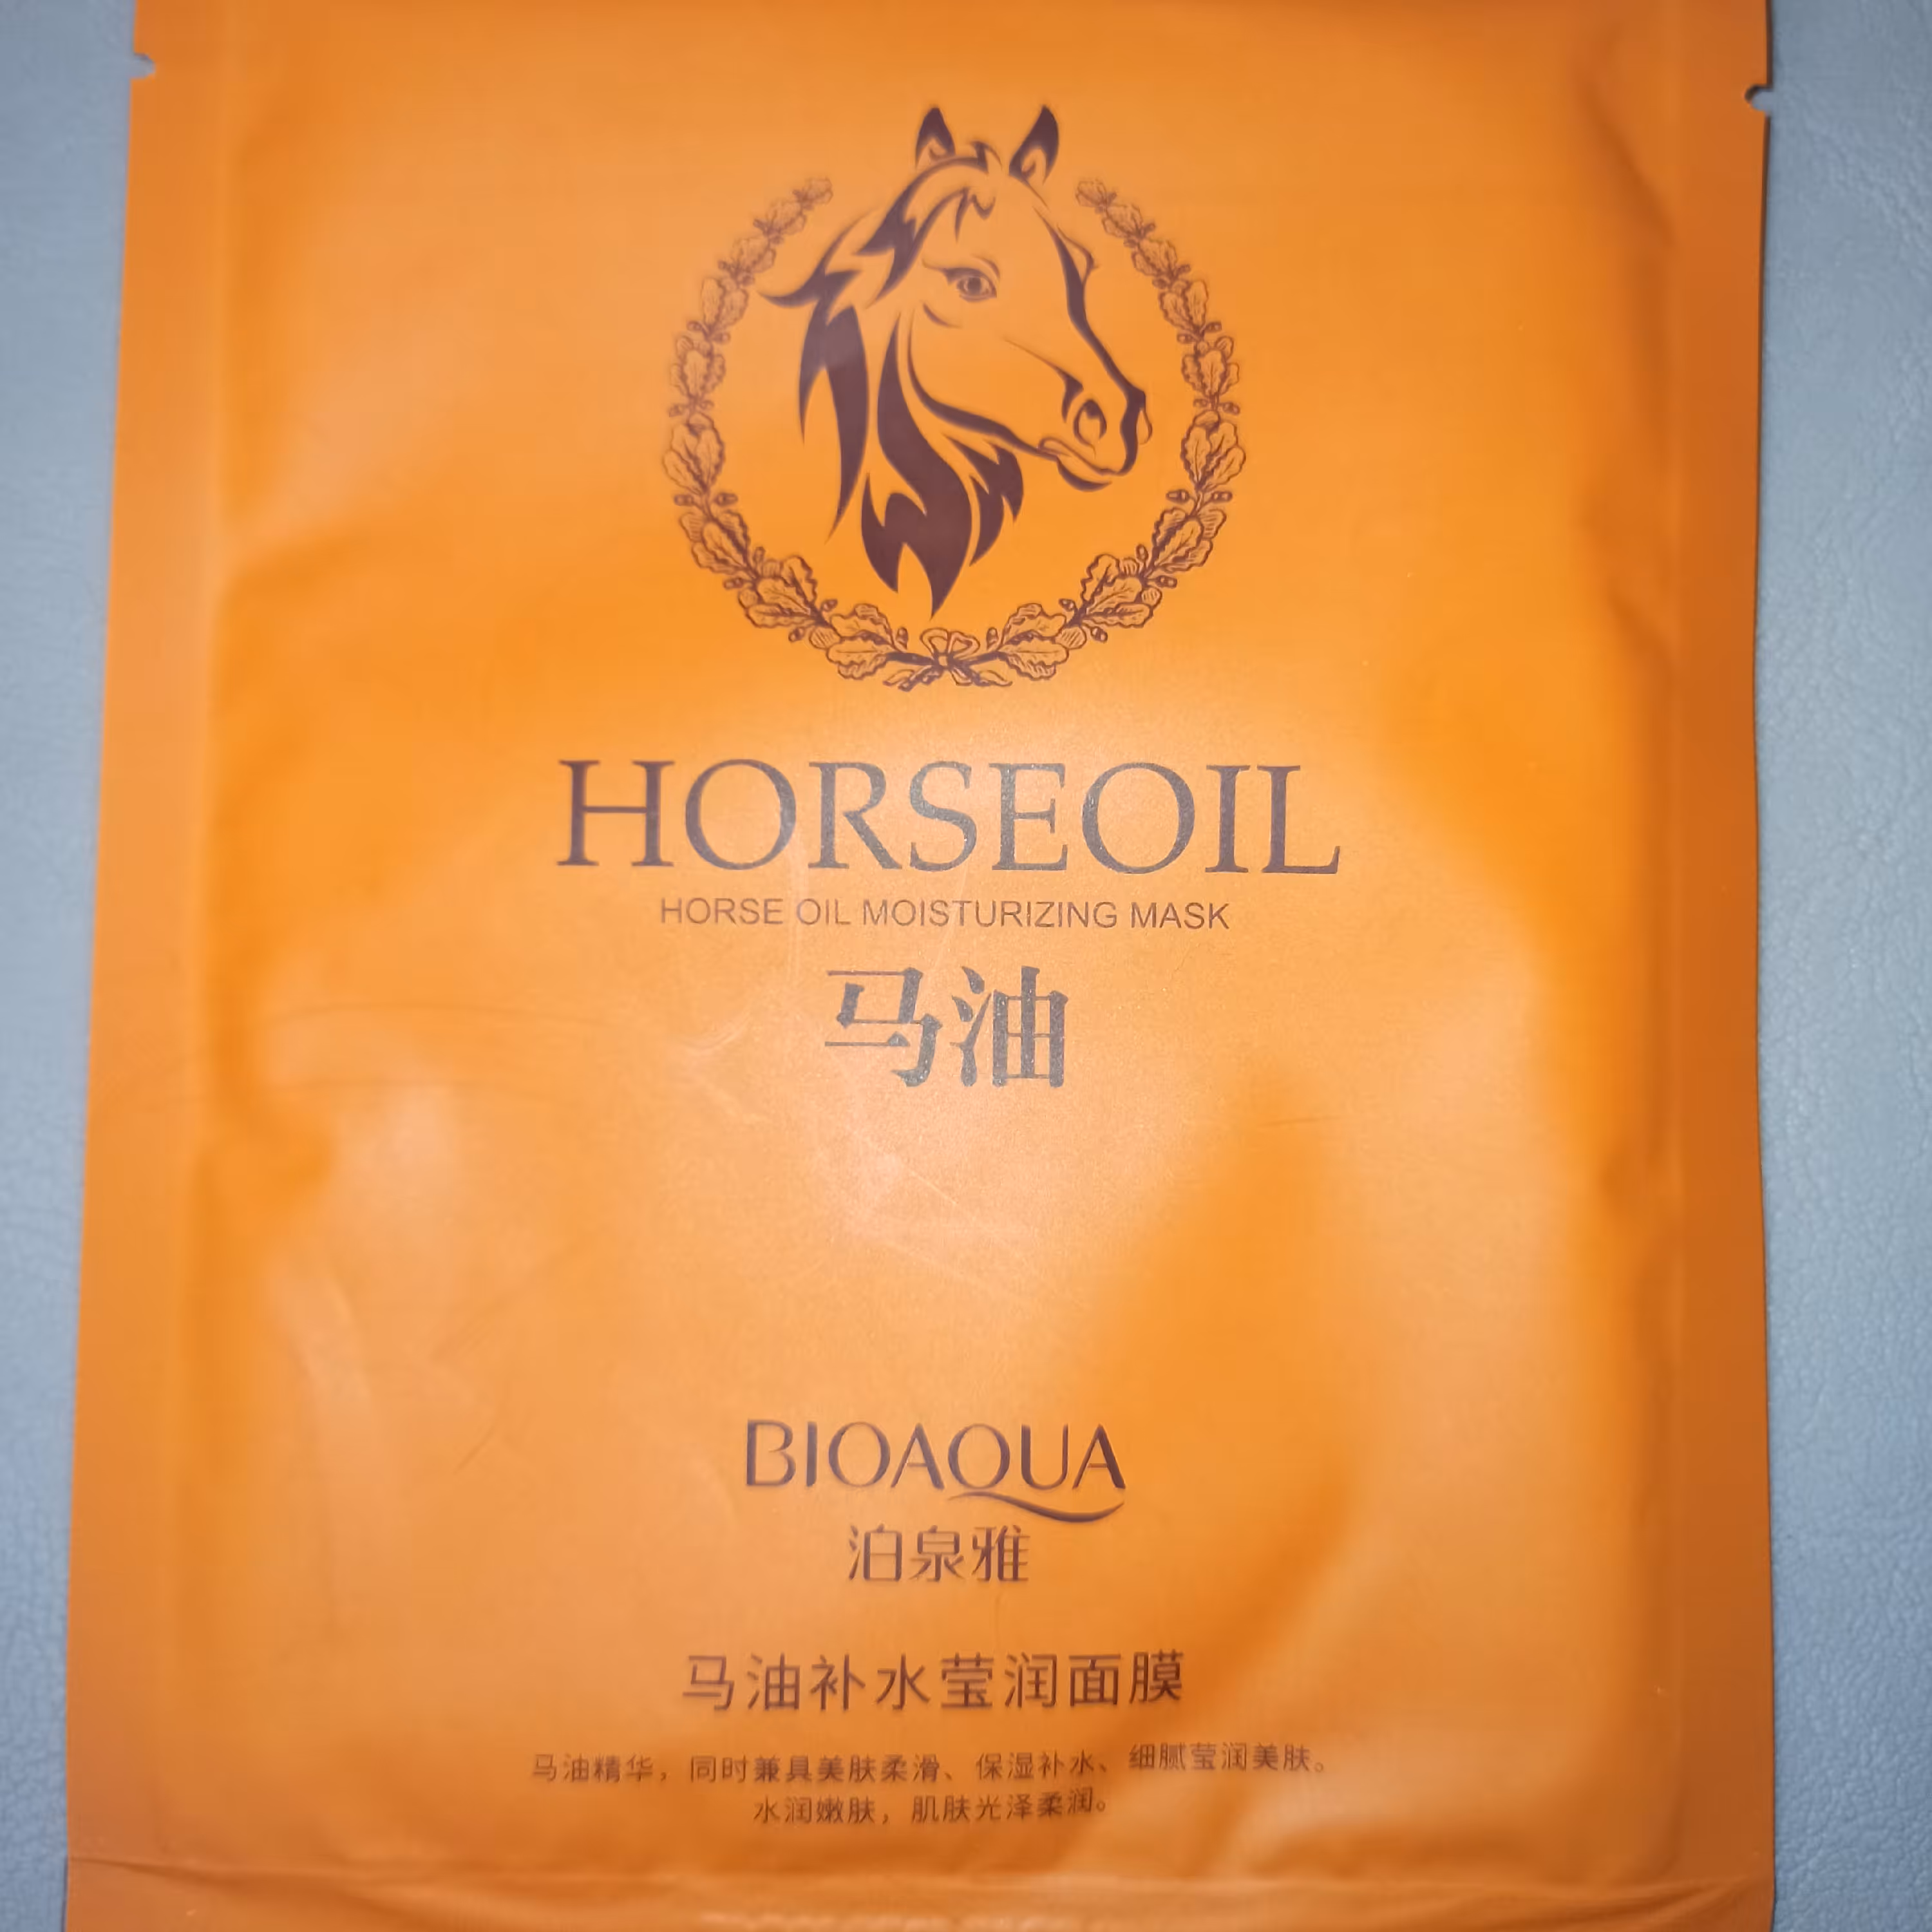 HORSEOIL
HORSE OIL MOISTURIZING MASK
马油
BIOAQUA
泊泉雅
马油补水莹润面膜
马油精华，同时兼具美肤柔滑、保湿补水、细腻莹润美肤。
水润嫩肤，肌肤光泽柔润。